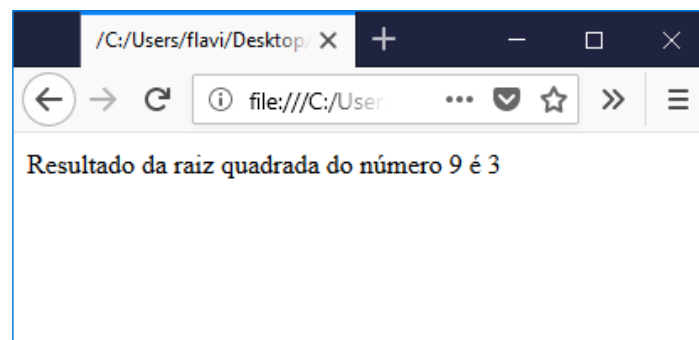 /C:/Users/flavi/Desktop/
file:///C:/User
Resultado da raiz quadrada do número 9 é 3